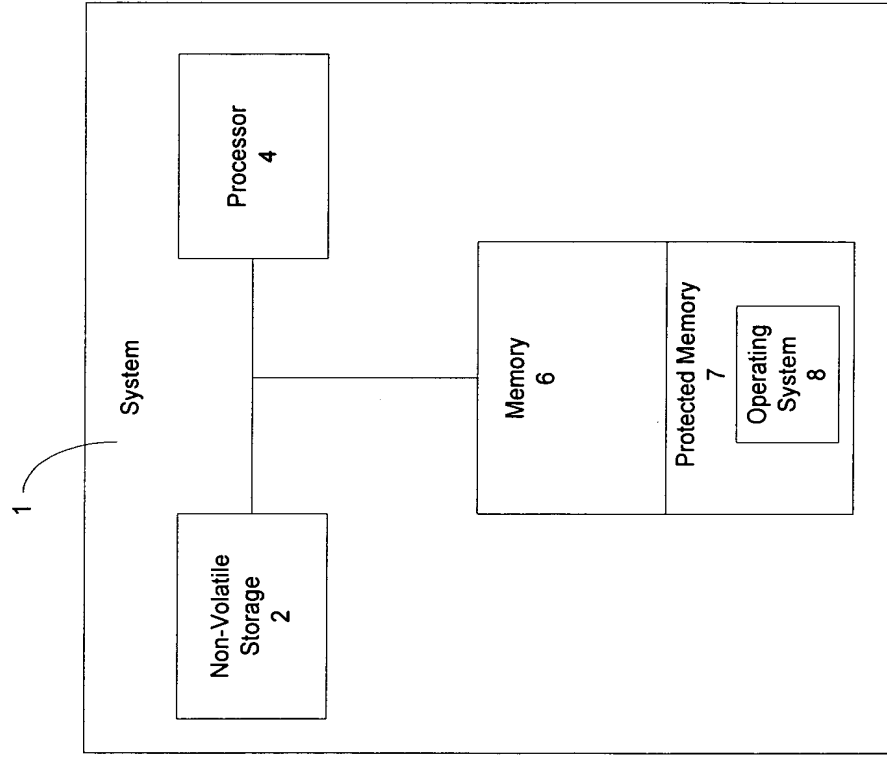 1
System
Non-Volatile
Storage
2
Processor
4
Memory
6
Protected Memory
7
Operating
System
8